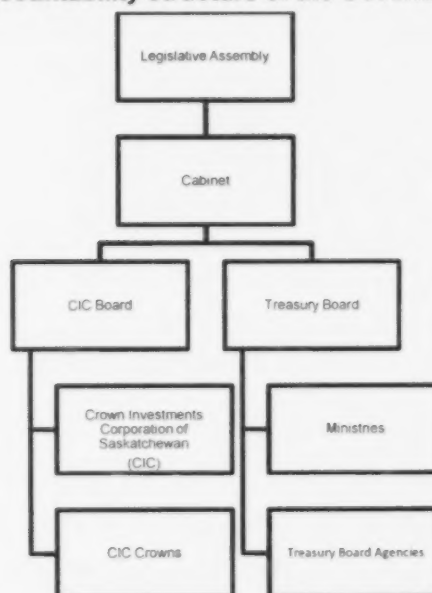 Legislative Assembly
Cabinet
CIC Board
Treasury Board
Crown Investments
Corporation of
Saskatchewan
(CIC)
Ministries
CIC Crowns
Treasury Board Agencies